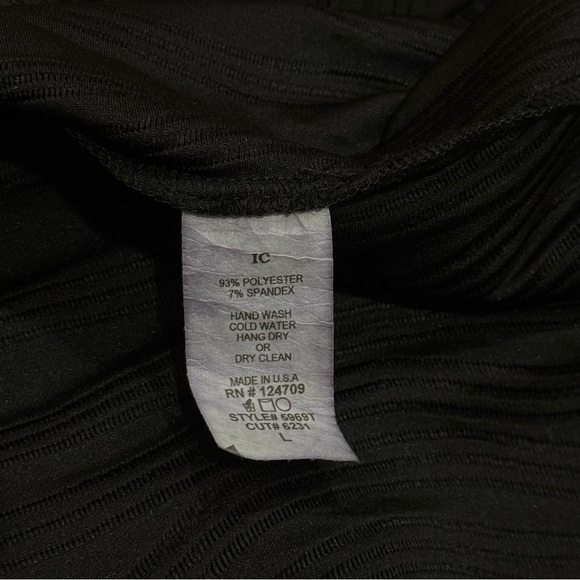 IC
93% POLYESTER
7% SPANDEX
HAND WASH
COLD WATER
HANG DRY
OR
DRY CLEAN
MADE IN U.S.A
RN # 124709
STYLE# 5969T
CUT# 6231
L